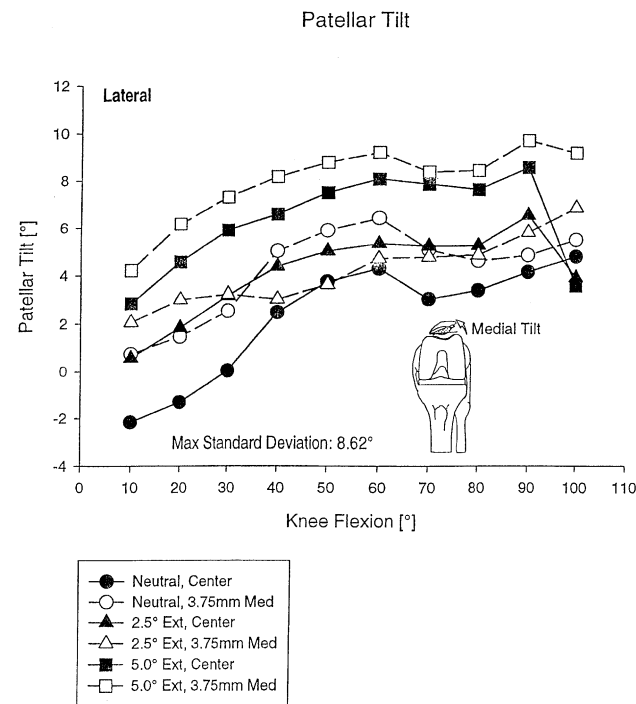 Patellar Tilt
12
Lateral
10
8
6
4
2
0
-2
-4
Patellar Tilt [°]
Medial Tilt
Max Standard Deviation: 8.62°
0 10 20 30 40 50 60 70 80 90 100 110
Knee Flexion [°]
Neutral, Center
Neutral, 3.75mm Med
2.5° Ext, Center
2.5° Ext, 3.75mm Med
5.0° Ext, Center
5.0° Ext, 3.75mm Med